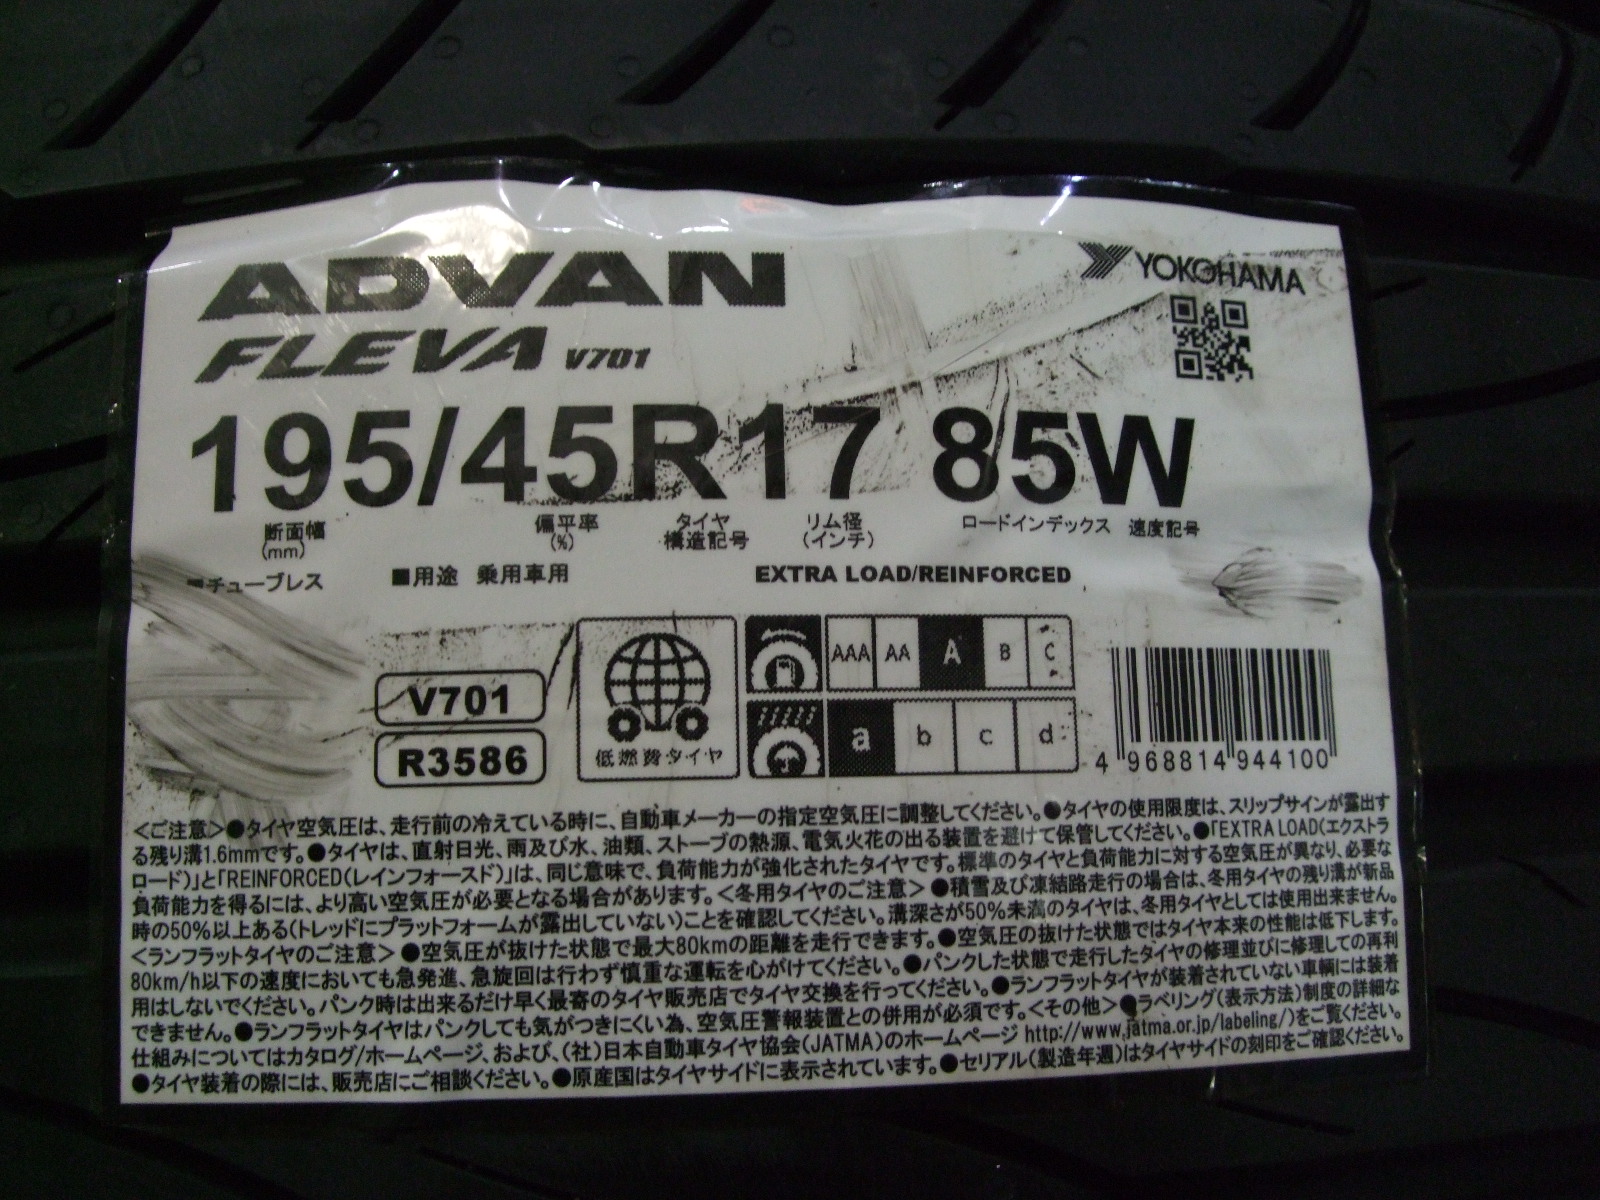 ADVAN
YOKOHAMA
FLEVA V701
195/45R17 85W
断面幅 偏平率 タイヤ リム径 ロードインデックス 速度記号
(mm) (%) 構造記号 (インチ)
■チューブレス ■用途 乗用車用 EXTRA LOAD/REINFORCED
AAA AA A B C
V701
R3586
低燃費タイヤ
a b c d
4 968814 944100
<ご注意>●タイヤ空気圧は、走行前の冷えている時に、自動車メーカーの指定空気圧に調整してください。●タイヤの使用限度は、スリップサインが露出す
る残り溝1.6mmです。●タイヤは、直射日光、雨及び水、油類、ストーブの熱源、電気火花の出る装置を避けて保管してください。●「EXTRA LOAD(エクストラ
ロード)」と「REINFORCED(レインフォースド)」は、同じ意味で、負荷能力が強化されたタイヤです。標準のタイヤと負荷能力に対する空気圧が異なり、必要な
負荷能力を得るには、より高い空気圧が必要となる場合があります。<冬用タイヤのご注意>●積雪及び凍結路走行の場合は、冬用タイヤの残り溝が新品
時の50%以上ある(トレッドにプラットフォームが露出していない)ことを確認してください。溝深さが50%未満のタイヤは、冬用タイヤとしては使用出来ません。
<ランフラットタイヤのご注意>●空気圧が抜けた状態で最大80kmの距離を走行できます。●空気圧の抜けた状態ではタイヤ本来の性能は低下します。
80km/h以下の速度においても急発進、急旋回は行わず慎重な運転を心がけてください。●パンクした状態で走行したタイヤの修理並びに修理しての再利
用はしないでください。パンク時は出来るだけ早く最寄のタイヤ販売店でタイヤ交換を行ってください。●ランフラットタイヤが装着されていない車輌には装着
できません。●ランフラットタイヤはパンクしても気がつきにくい為、空気圧警報装置との併用が必須です。<その他>●ラベリング(表示方法)制度の詳細な
仕組みについてはカタログ/ホームページ、および、(社)日本自動車タイヤ協会(JATMA)のホームページ http://www.jatma.or.jp/labeling/)をご覧ください。
●タイヤ装着の際には、販売店にご相談ください。●原産国はタイヤサイドに表示されています。●セリアル(製造年週)はタイヤサイドの刻印をご確認ください。